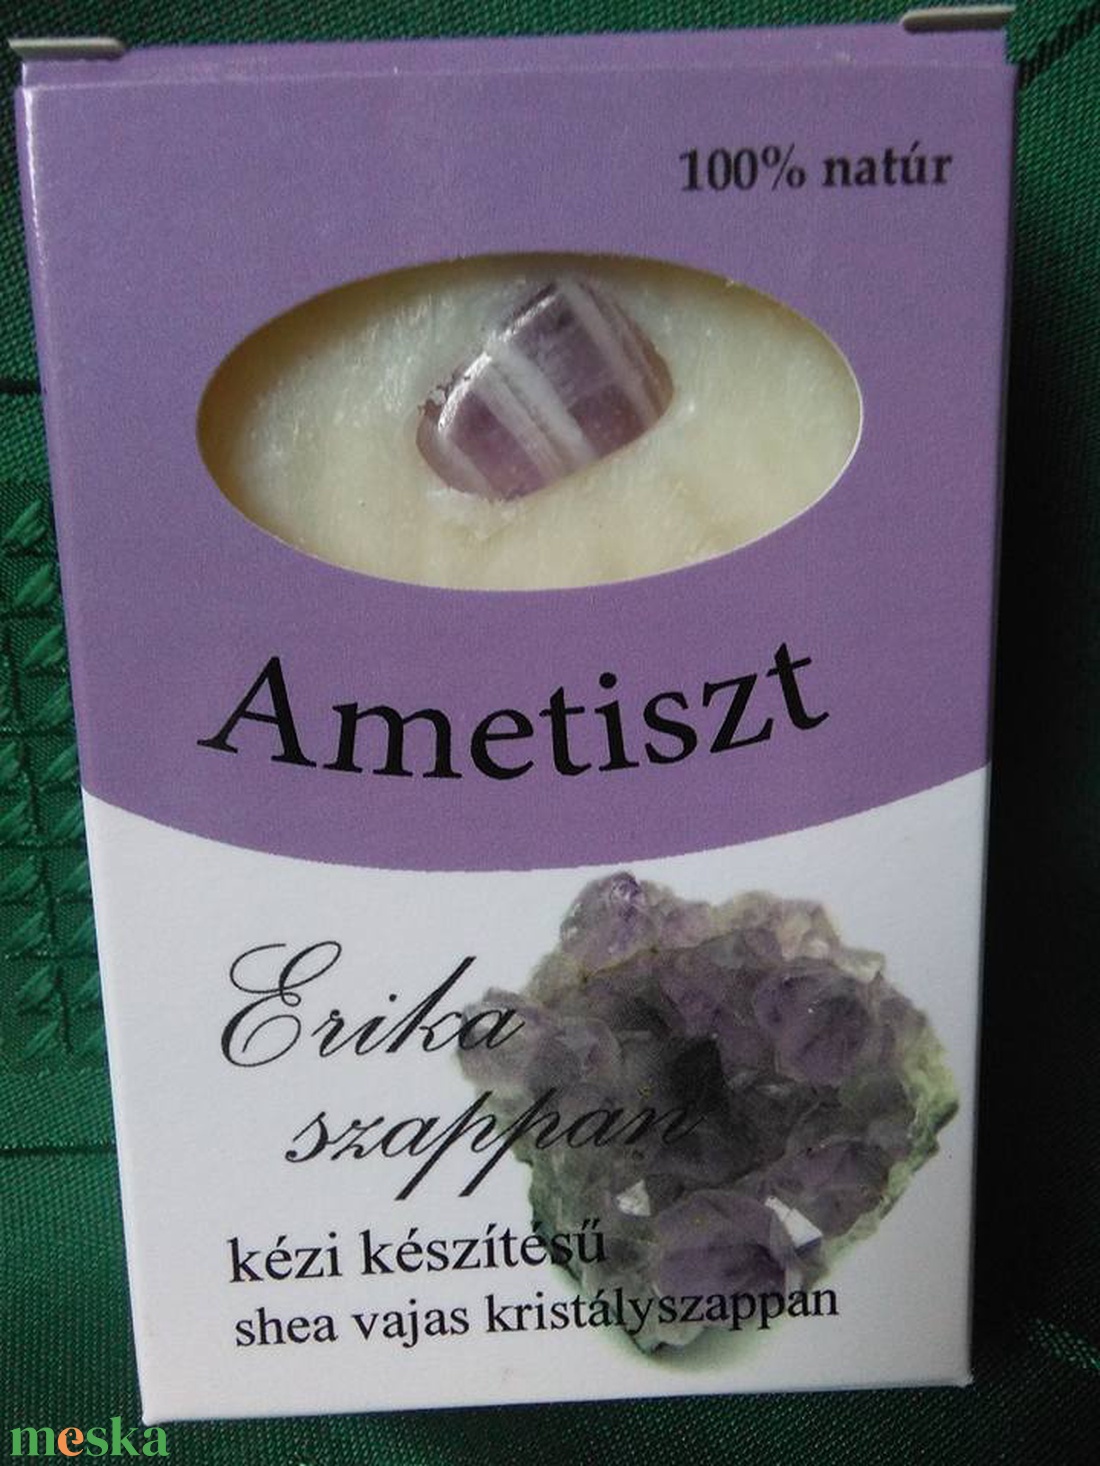 100% natúr
Ametiszt
Erika
szappan
kézi készítésű
shea vajas kristályszappan
meska